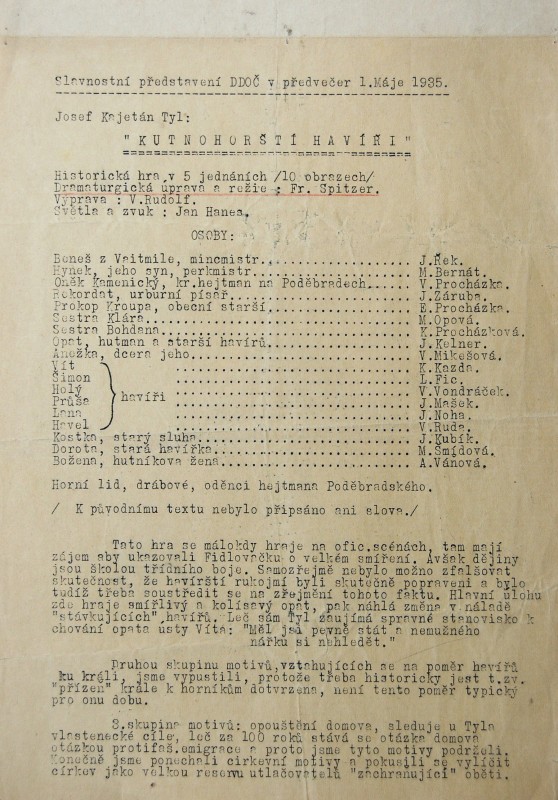 Slavnostní představení DDOČ v předvečer 1.Máje 1935.
Josef Kajetán Tyl:
" K U T N O H O R Š T Í   H A V Í Ř I "
Historická hra v 5 jednáních /10 obrazech/
Dramaturgická úprava a režie : Fr. Spitzer.
Výprava : V.Rudolf.
Světla a zvuk : Jan Hanes.
OSOBY:
Beneš z Vaitmile, mincmistr.................. J.Řek.
Hynek, jeho syn, perkmistr................... M.Bernát.
Oněk Kamenický, kr.hejtman na Poděbradech.... V.Procházka.
Rekordat, urburní písař...................... J.Záruba.
Prokop Kroupa, obecní starší................. E.Procházka.
Sestra Klára................................. M.Opová.
Sestra Bohdana............................... K.Procházková.
Opat, hutman a starší havířů................. J.Kelner.
Anežka, dcera jeho........................... V.Mikešová.
Vít ........................... K.Kazda.
Šimon ........................... L.Fic.
Holý ........................... V.Vondráček.
Průša havíři ........................... J.Mašek.
Lana ........................... J.Noha.
Havel ........................... V.Ruda.
Kostka, starý sluha.......................... J.Kubík.
Dorota, stará havířka........................ M.Šmídová.
Božena, hutníkova žena....................... A.Vánová.
Horní lid, drábové, oděnci hejtmana Poděbradského.
/ K původnímu textu nebylo připsáno ani slova./
Tato hra se málokdy hraje na ofic.scénách, tam mají
zájem aby ukazovali Fidlovačku o velkém smíření. Avšak dějiny
jsou školou třídního boje. Samozřejmě nebylo možno zfalšovat
skutečnost, že havířští rukojmí byli skutečně popraveni a bylo
tudíž třeba soustředit se na zřejmění tohoto faktu. Hlavní úlohu
zde hraje smířlivý a kolísavý opat, pak náhlá změna v náladě
"stávkujících" havířů. Leč sám Tyl zaujímá správné stanovisko k
chování opata ústy Víta: "Měl jsi pevně stát a nemužného
nářku si nehledět."
Druhou skupinu motivů,vztahujících se na poměr havířů
ku králi, jsme vypustili, protože třeba historicky jest t.zv.
"přízeň" krále k horníkům dotvrzena, není tento poměr typický
pro onu dobu.
3.skupina motivů: opouštění domova, sleduje u Tyla
vlastenecké cíle, leč za 100 roků stává se otázka domova
otázkou protifaš.emigrace a proto jsme tyto motivy podrželi.
Konečně jsme ponechali církevní motivy a pokusili se vylíčit
církev jako velkou reservu utlačovatelů "zachraňující" oběti.